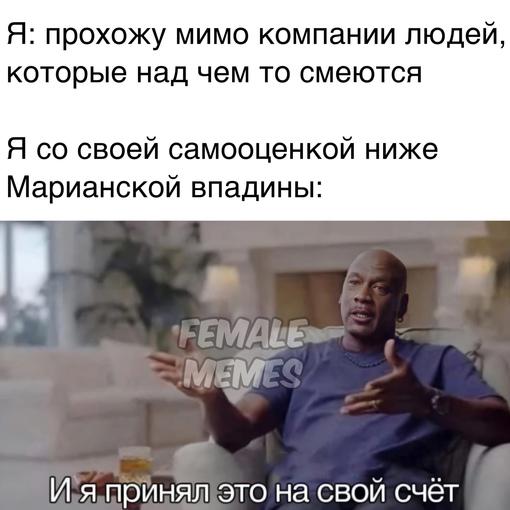 Я: прохожу мимо компании людей,
которые над чем то смеются
Я со своей самооценкой ниже
Марианской впадины:
FEMALE
MEMES
И я принял это на свой счёт